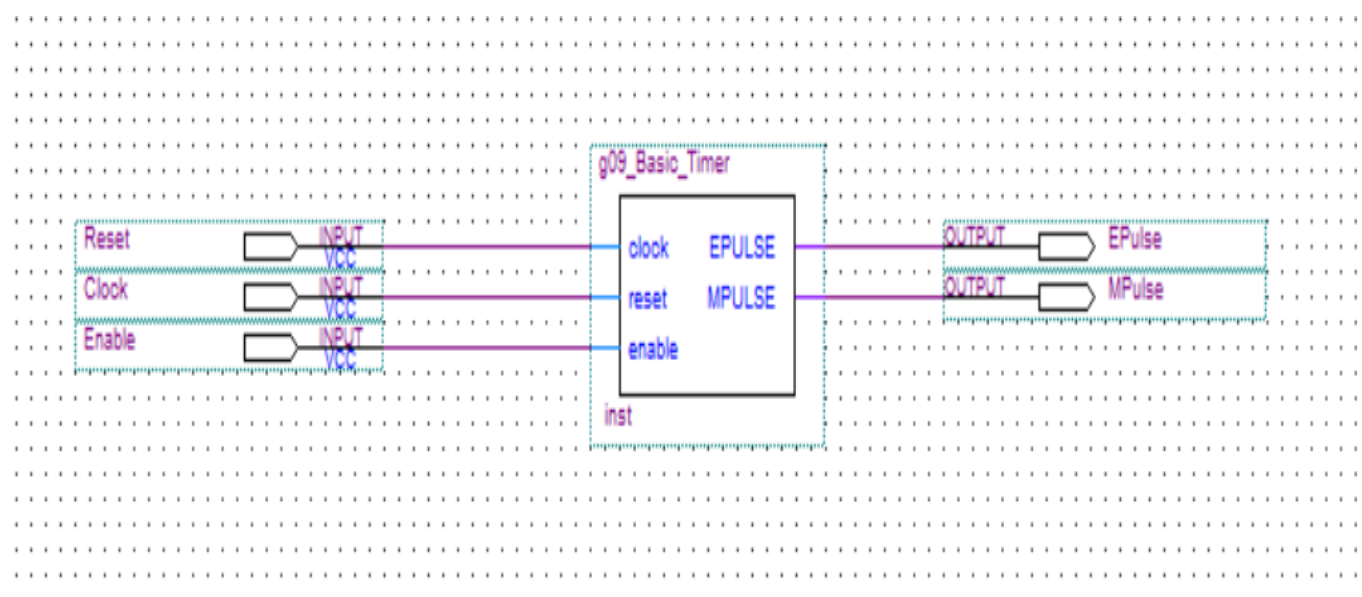 g09_Basic_Timer
Reset INPUT VCC clock EPULSE OUTPUT EPulse
Clock INPUT VCC reset MPULSE OUTPUT MPulse
Enable INPUT VCC enable
inst